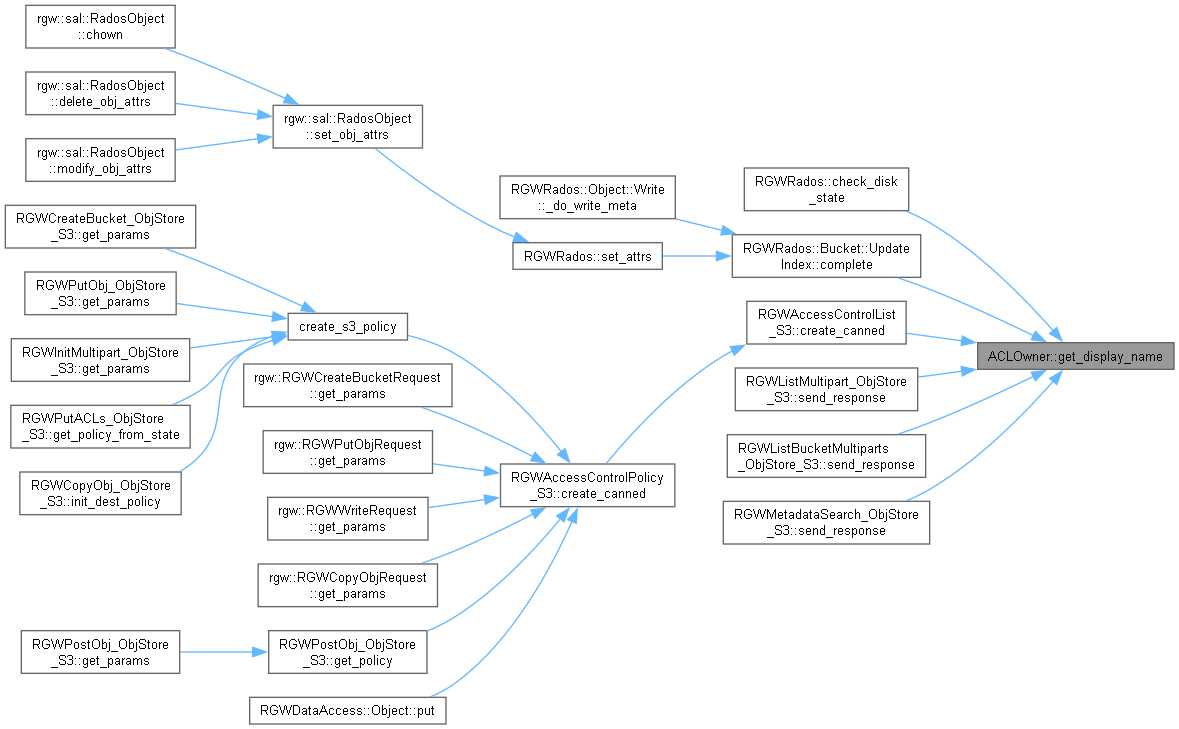 rgw::sal::RadosObject
::chown
rgw::sal::RadosObject
::delete_obj_attrs
rgw::sal::RadosObject
::modify_obj_attrs
rgw::sal::RadosObject
::set_obj_attrs
RGWCreateBucket_ObjStore
_S3::get_params
RGWPutObj_ObjStore
_S3::get_params
RGWInitMultipart_ObjStore
_S3::get_params
RGWPutACLs_ObjStore
_S3::get_policy_from_state
RGWCopyObj_ObjStore
_S3::init_dest_policy
create_s3_policy
rgw::RGWCreateBucketRequest
::get_params
rgw::RGWPutObjRequest
::get_params
rgw::RGWWriteRequest
::get_params
rgw::RGWCopyObjRequest
::get_params
RGWPostObj_ObjStore
_S3::get_params
RGWPostObj_ObjStore
_S3::get_policy
RGWDataAccess::Object::put
RGWRados::Object::Write
::_do_write_meta
RGWRados::set_attrs
RGWAccessControlPolicy
_S3::create_canned
RGWRados::check_disk
_state
RGWRados::Bucket::Update
Index::complete
RGWAccessControlList
_S3::create_canned
RGWListMultipart_ObjStore
_S3::send_response
RGWListBucketMultiparts
_ObjStore_S3::send_response
RGWMetadataSearch_ObjStore
_S3::send_response
ACLOwner::get_display_name